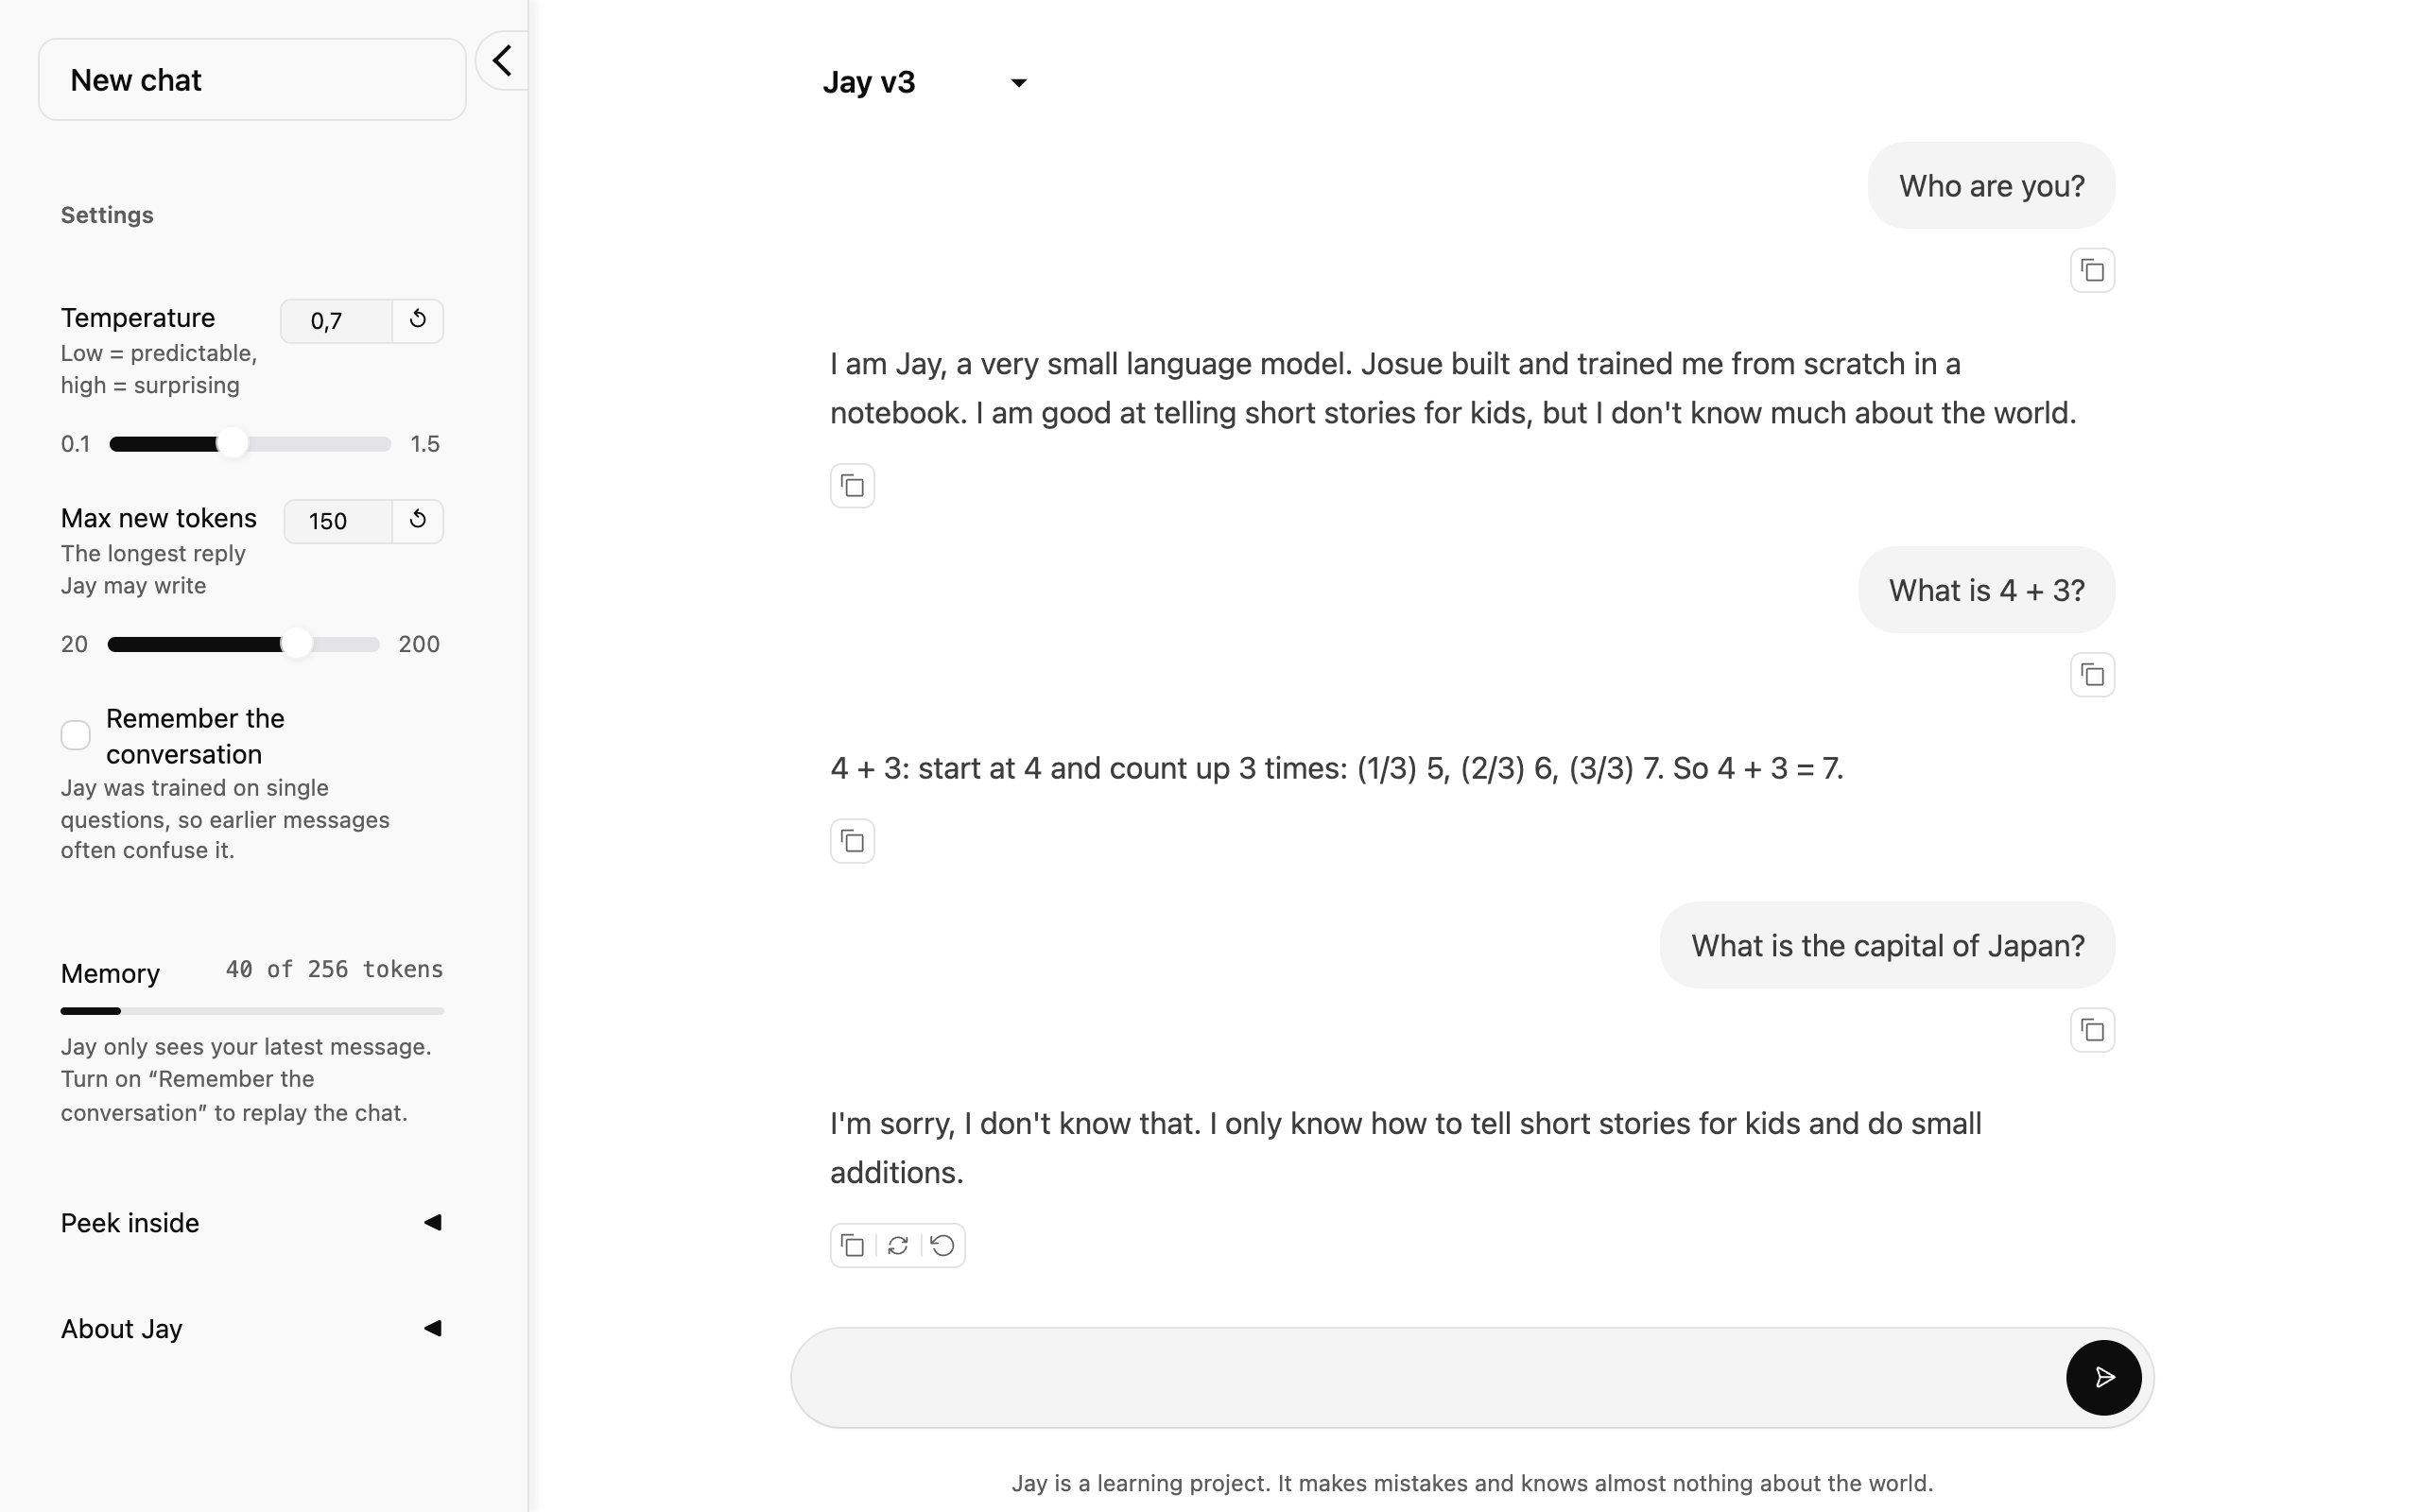 New chat
Settings
Temperature
0,7
Low = predictable,
high = surprising
0.1
1.5
Max new tokens
150
The longest reply
Jay may write
20
200
Remember the
conversation
Jay was trained on single
questions, so earlier messages
often confuse it.
Memory
40 of 256 tokens
Jay only sees your latest message.
Turn on “Remember the
conversation” to replay the chat.
Peek inside
About Jay
Jay v3
Who are you?
I am Jay, a very small language model. Josue built and trained me from scratch in a
notebook. I am good at telling short stories for kids, but I don't know much about the world.
What is 4 + 3?
4 + 3: start at 4 and count up 3 times: (1/3) 5, (2/3) 6, (3/3) 7. So 4 + 3 = 7.
What is the capital of Japan?
I'm sorry, I don't know that. I only know how to tell short stories for kids and do small
additions.
Jay is a learning project. It makes mistakes and knows almost nothing about the world.